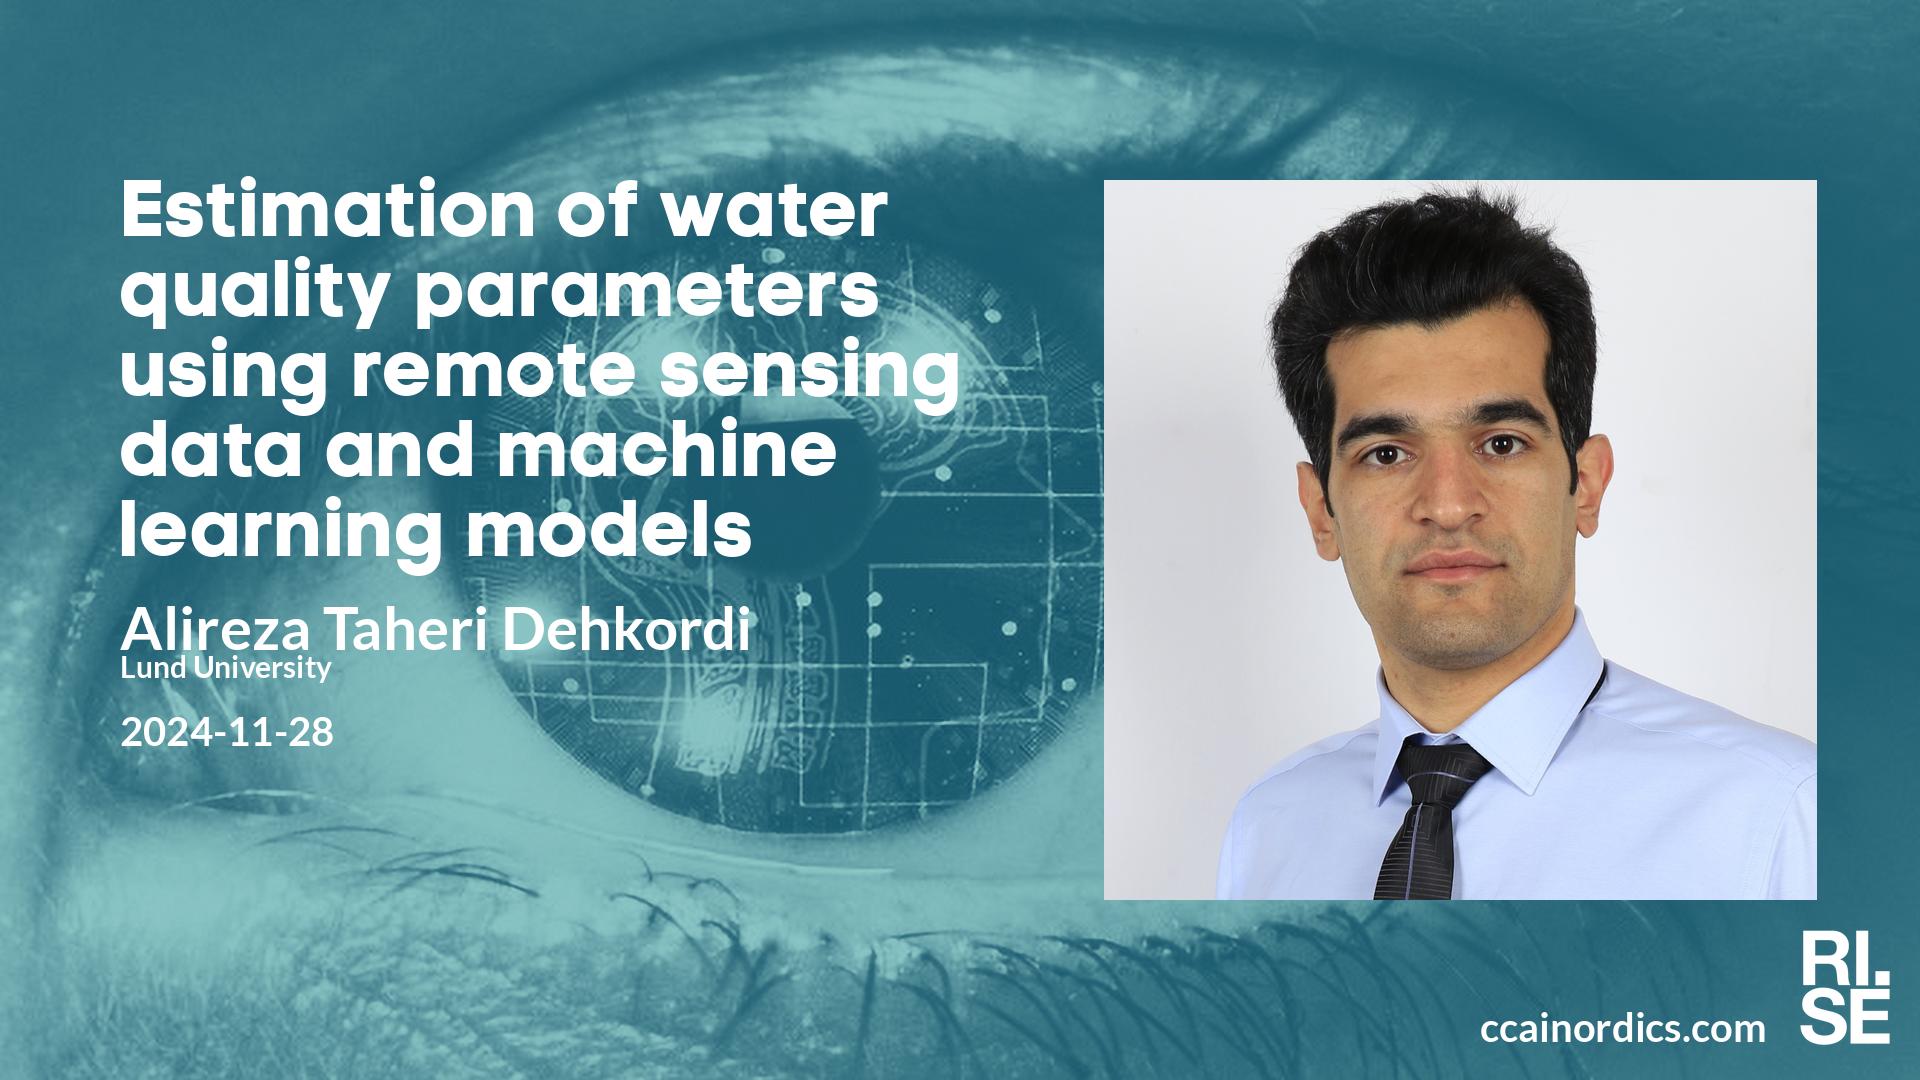 Estimation of water
quality parameters
using remote sensing
data and machine
learning models
Alireza Taheri Dehkordi
Lund University
2024-11-28
ccainordics.com
RI.
SE